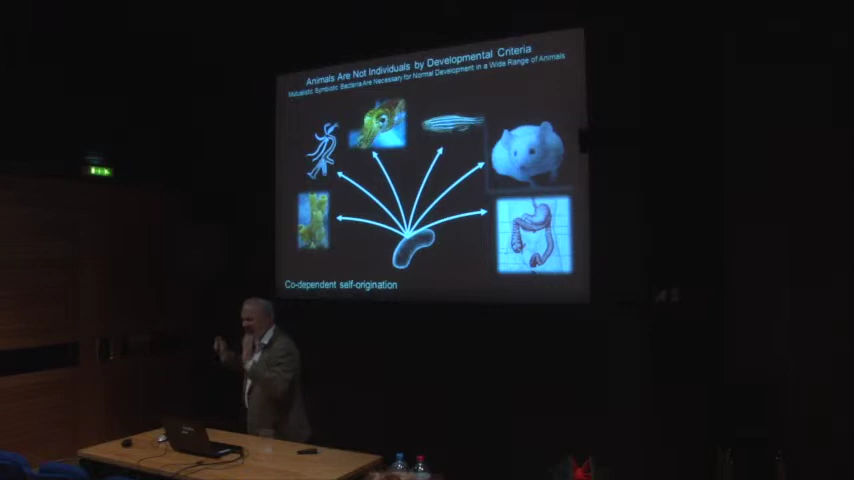 Animals Are Not Individuals by Developmental Criteria
Mutualistic Symbiotic Bacteria Are Necessary for Normal Development in a Wide Range of Animals
Co-dependent self-origination